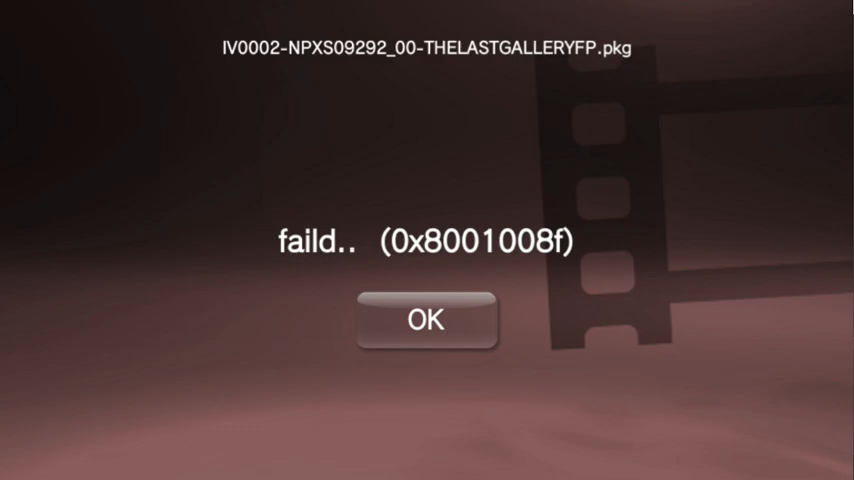 IV0002-NPXS09292_00-THELASTGALLERYFP.pkg
faild.. (0x8001008f)
OK